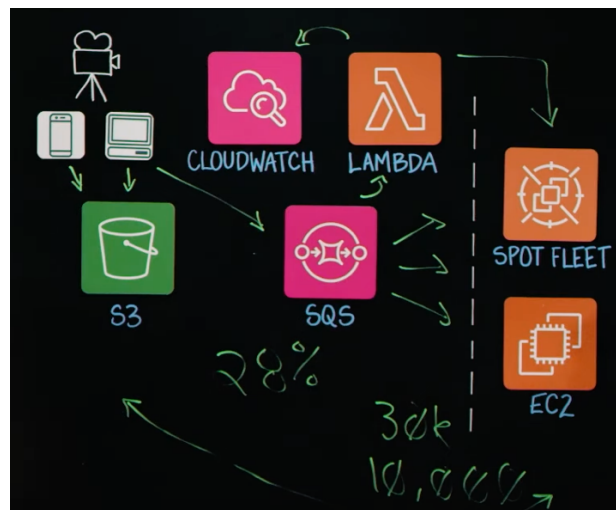 CLOUDWATCH
LAMBDA
SPOT FLEET
S3
SQS
EC2
28%
30k
10,000